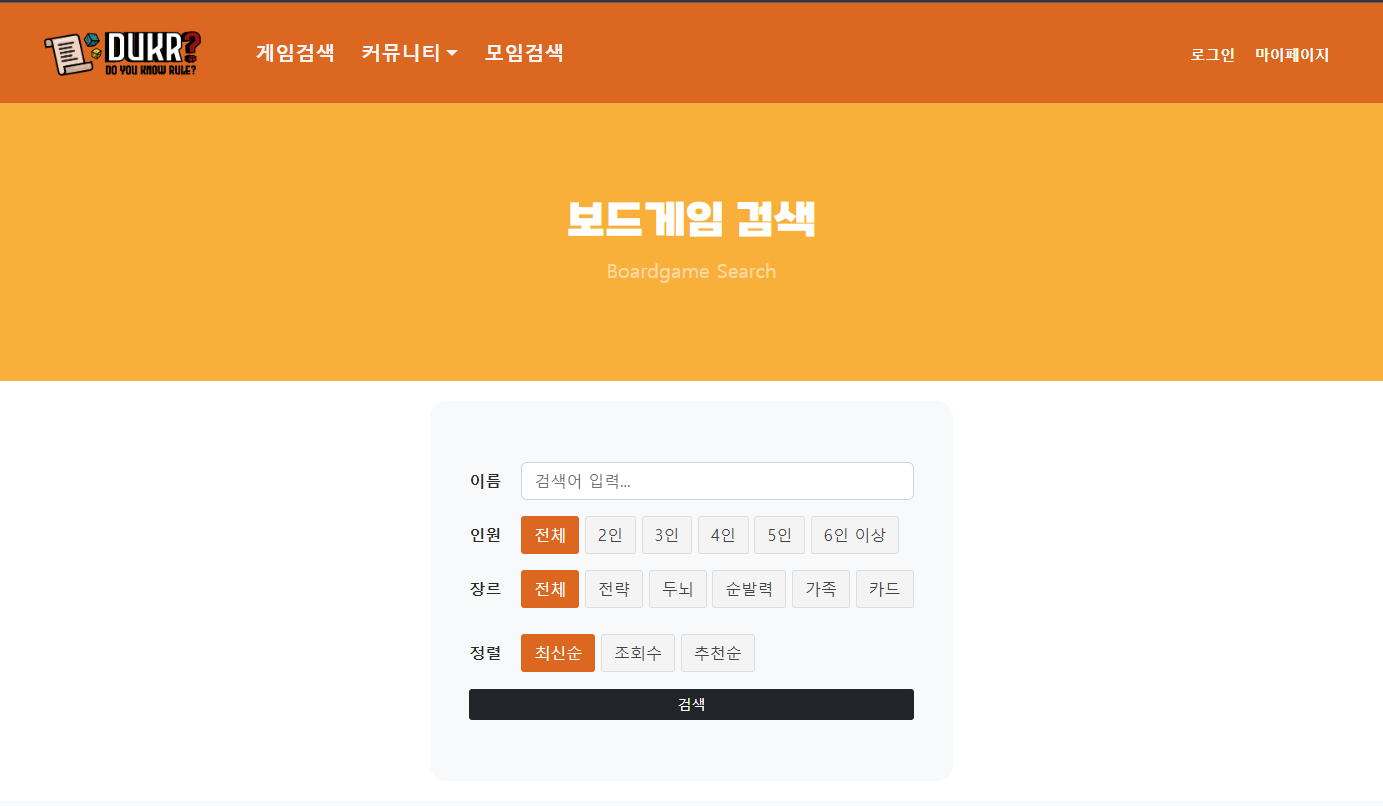 DUKR?
DO YOU KNOW RULE?
게임검색 커뮤니티 모임검색
로그인 마이페이지
보드게임 검색
Boardgame Search
이름 검색어 입력...
인원 전체 2인 3인 4인 5인 6인 이상
장르 전체 전략 두뇌 순발력 가족 카드
정렬 최신순 조회수 추천순
검색